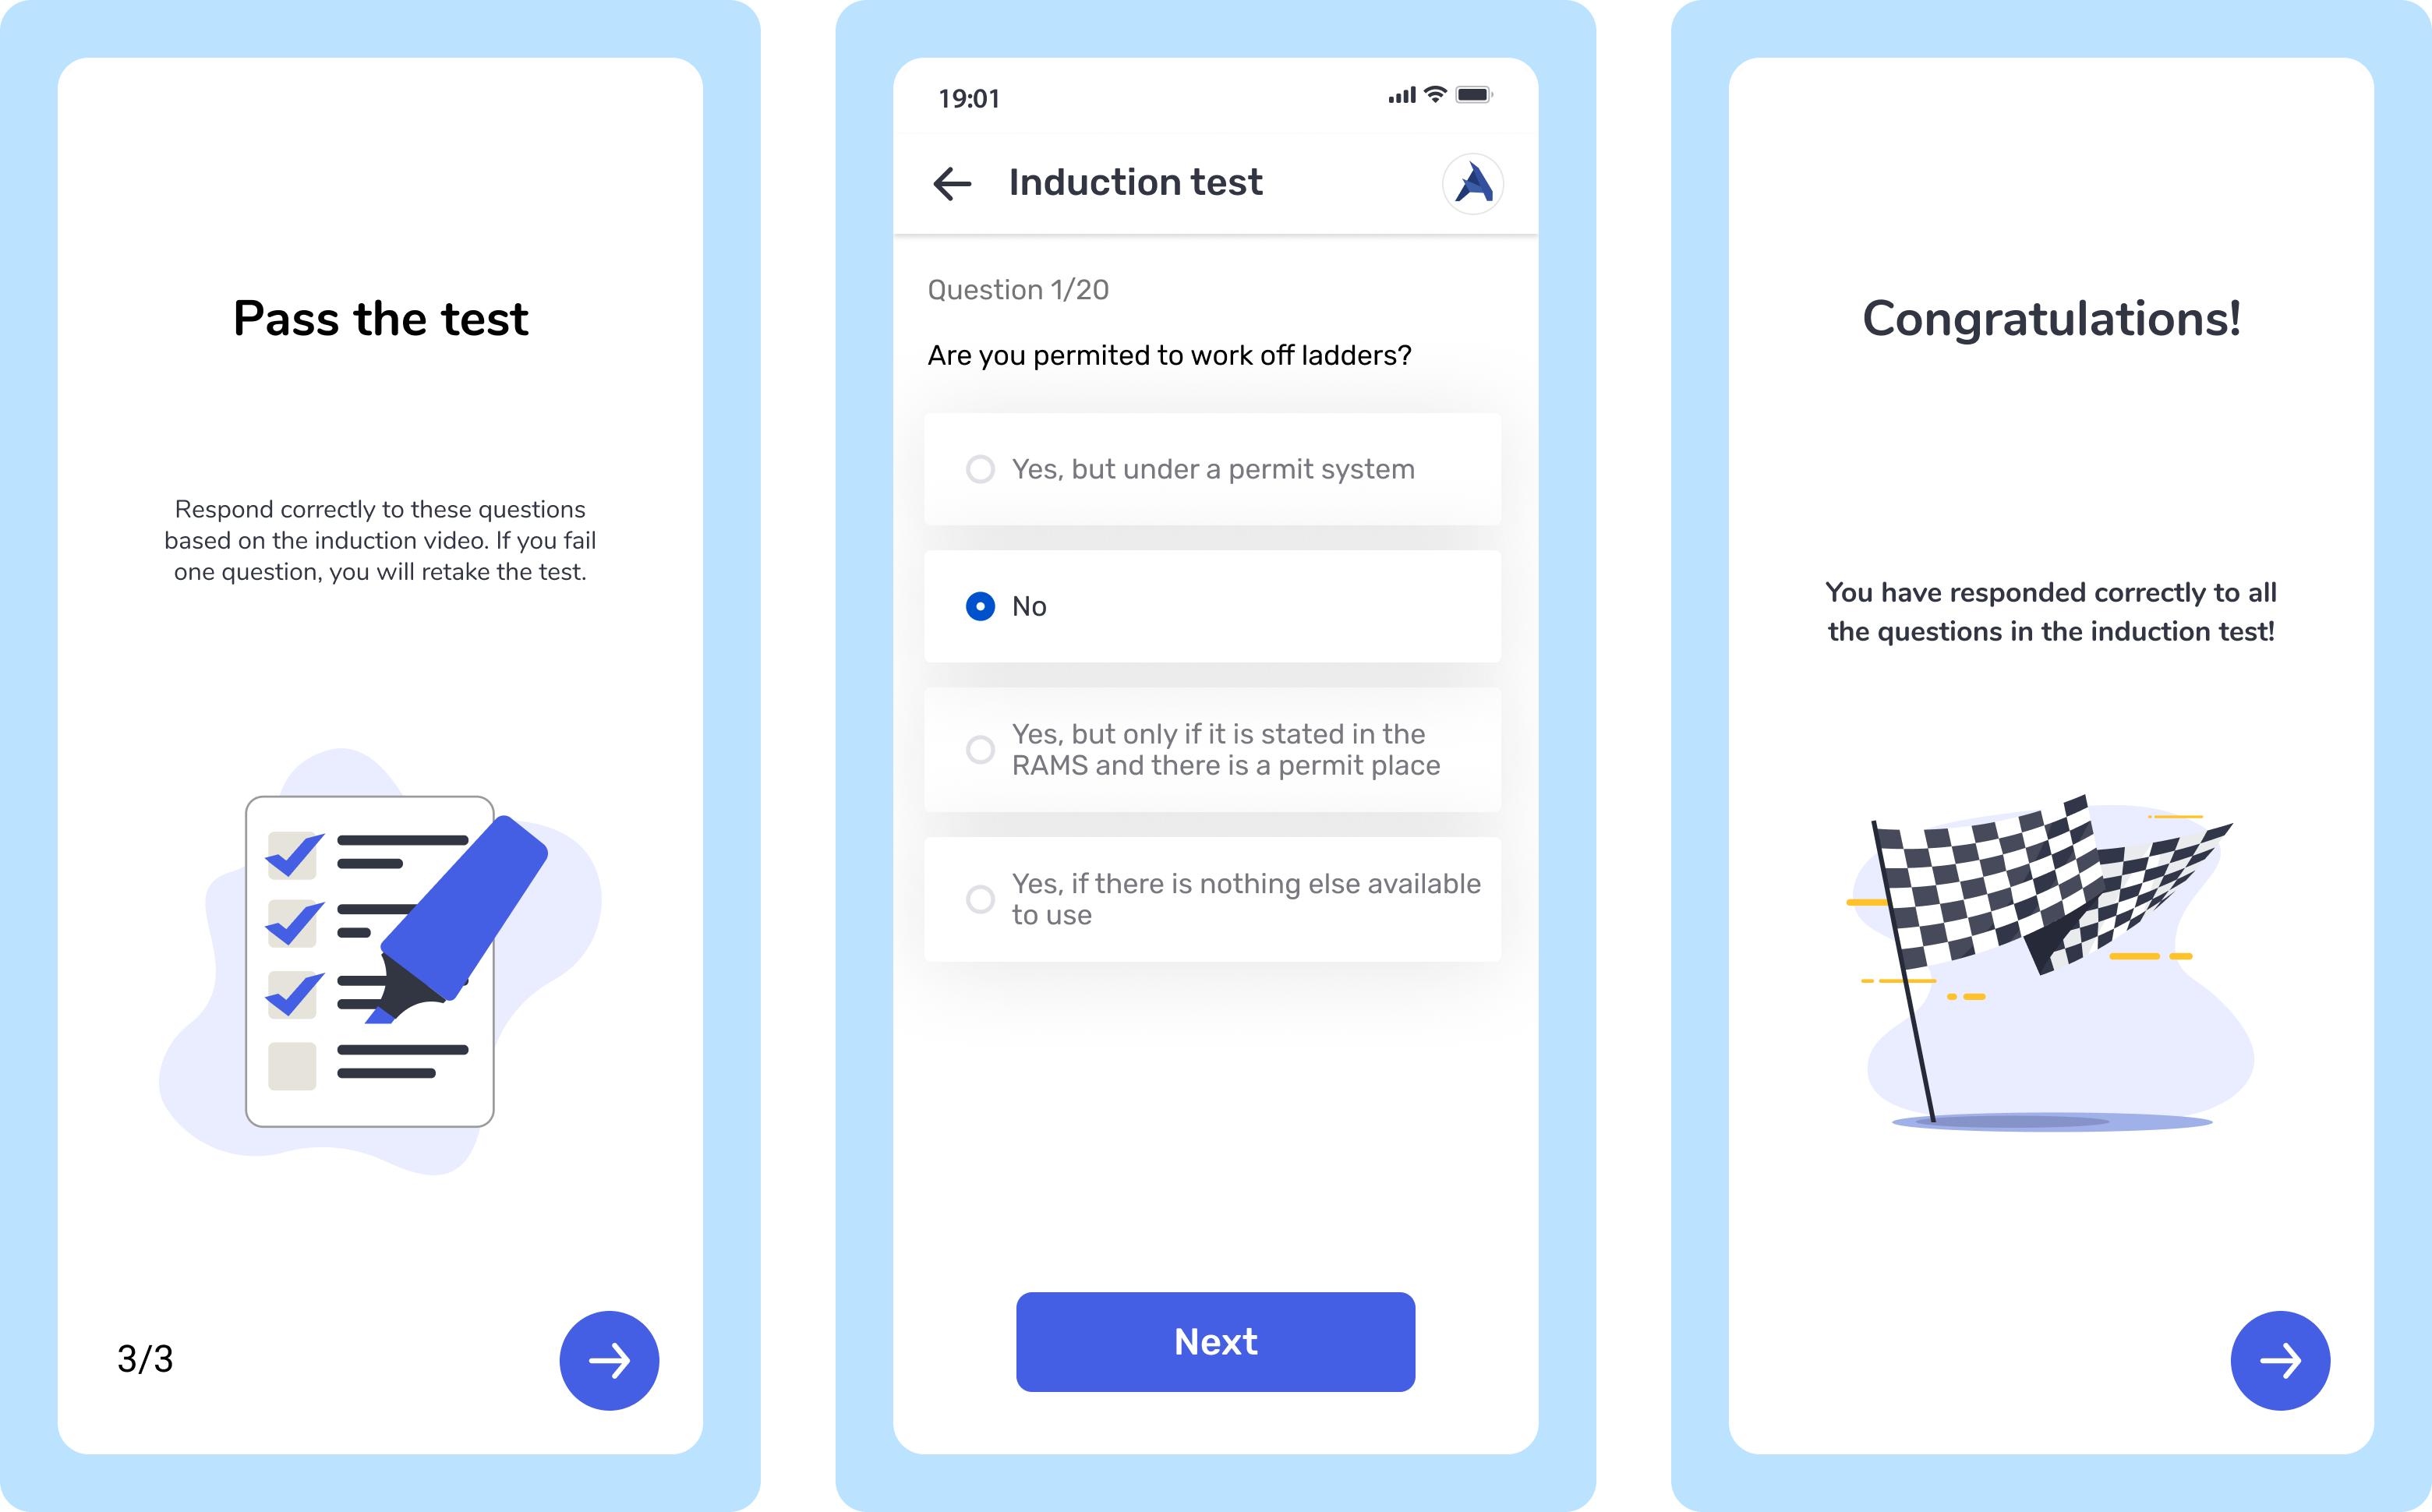 Pass the test
Respond correctly to these questions
based on the induction video. If you fail
one question, you will retake the test.
3/3
19:01
Induction test
Question 1/20
Are you permited to work off ladders?
Yes, but under a permit system
No
Yes, but only if it is stated in the
RAMS and there is a permit place
Yes, if there is nothing else available
to use
Next
Congratulations!
You have responded correctly to all
the questions in the induction test!